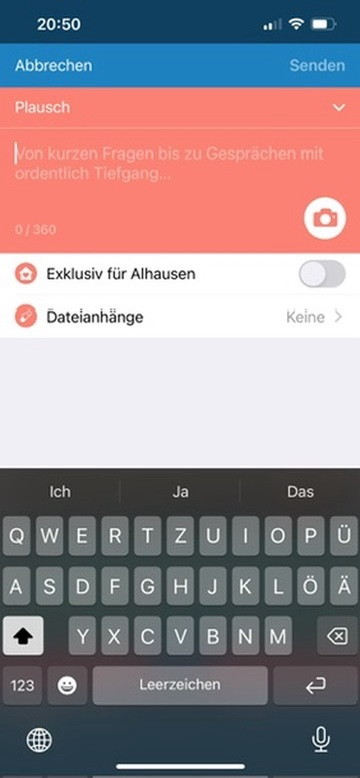 20:50
Abbrechen Senden
Plausch
Von kurzen Fragen bis zu Gesprächen mit
ordentlich Tiefgang...
0 / 360
Exklusiv für Alhausen
Dateianhänge Keine
Ich Ja Das
Q W E R T Z U I O P Ü
A S D F G H J K L Ö Ä
Y X C V B N M
123 Leerzeichen